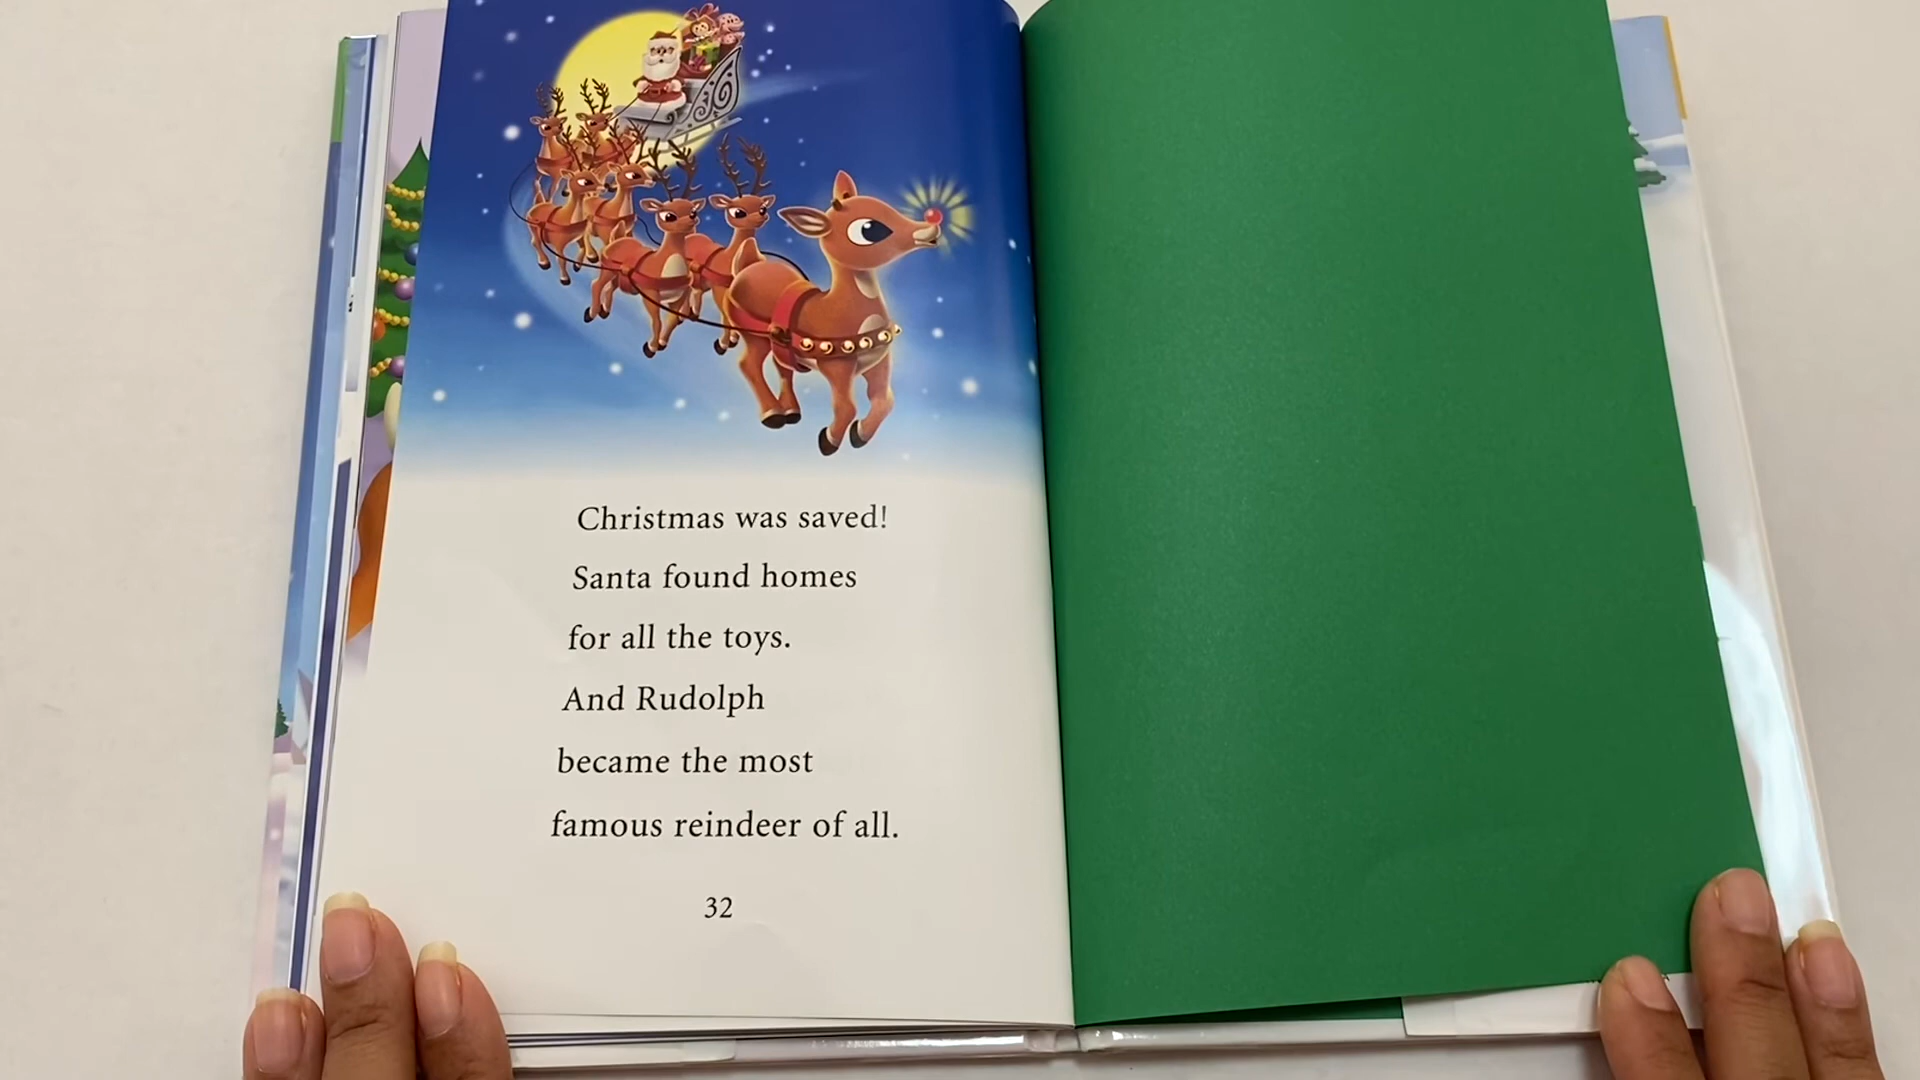 Christmas was saved!
Santa found homes
for all the toys.
And Rudolph
became the most
famous reindeer of all.
32